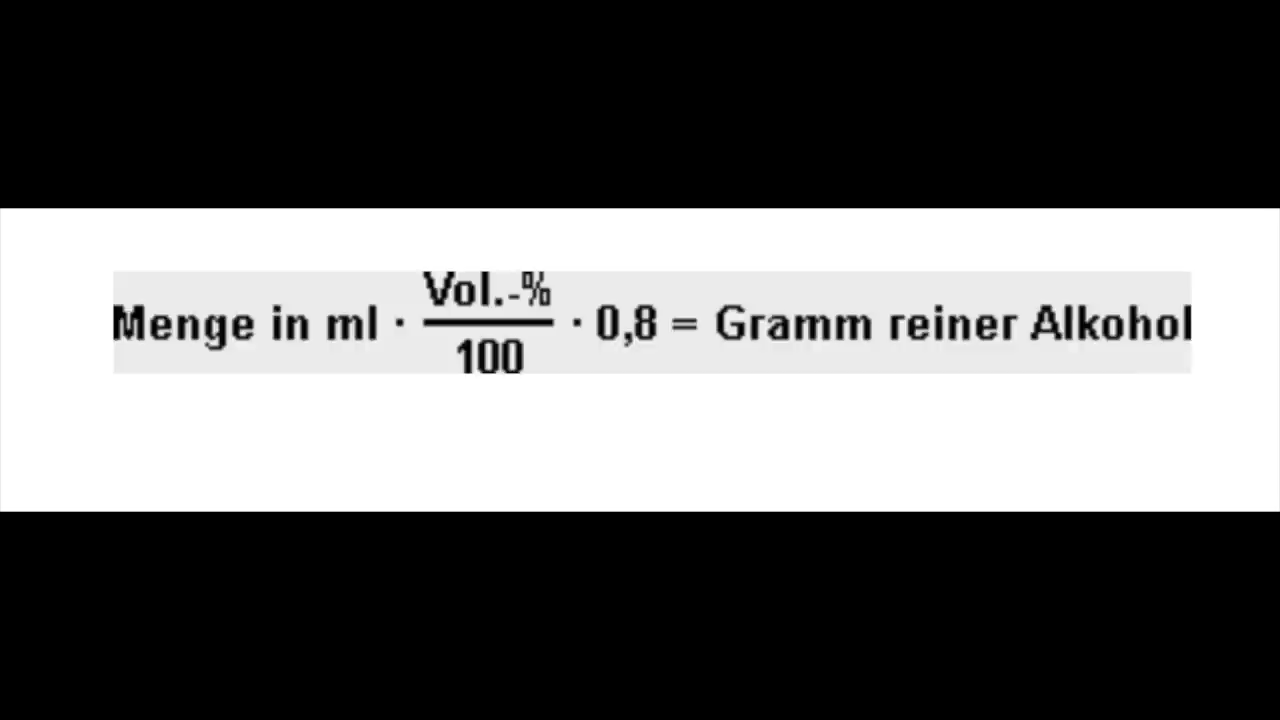 Menge in ml · Vol.-% / 100 · 0,8 = Gramm reiner Alkohol